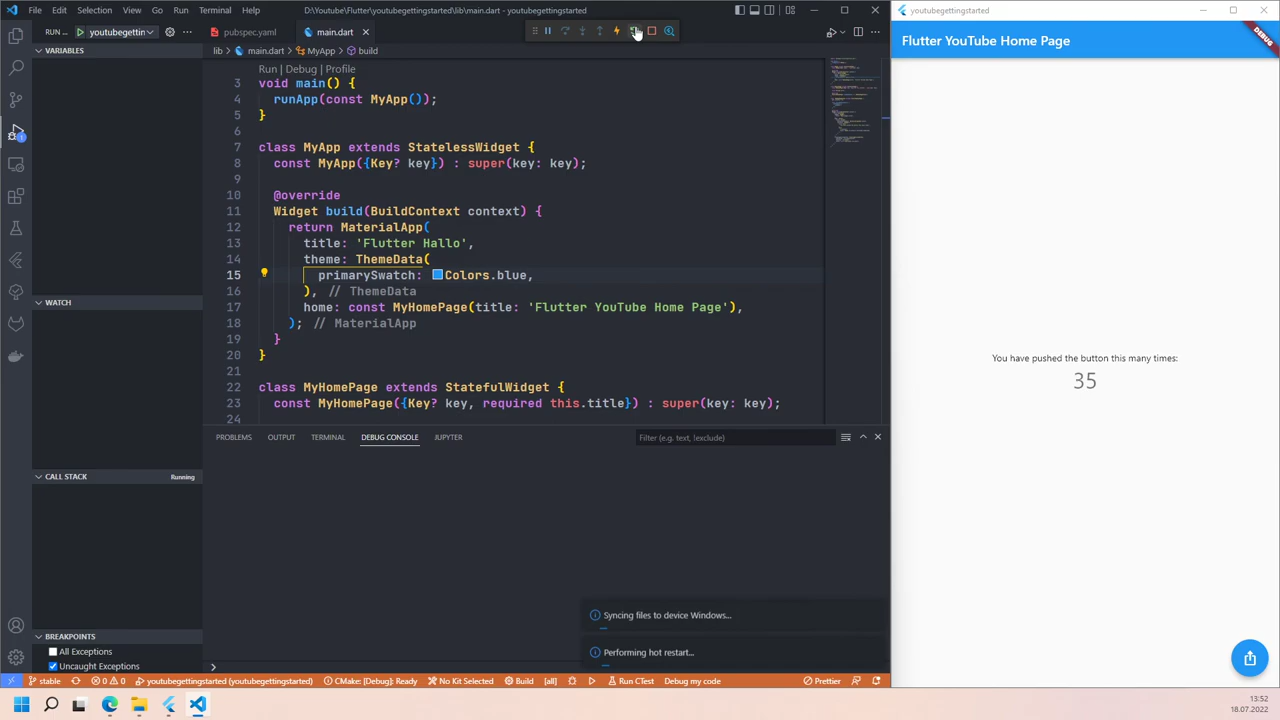 File
Edit
Selection
View
Go
Run
Terminal
Help
D:\Youtube\Flutter\youtubegettingstarted\lib\main.dart - youtubegettingstarted
youtubegettingstarted
RUN ...
youtubegettin
pubspec.yaml
main.dart
lib > main.dart > MyApp > build
VARIABLES
WATCH
CALL STACK
Running
BREAKPOINTS
All Exceptions
Uncaught Exceptions
1
Run | Debug | Profile
3 void main() {
4 runApp(const MyApp());
5 }
6
7 class MyApp extends StatelessWidget {
8 const MyApp({Key? key}) : super(key: key);
9
10 @override
11 Widget build(BuildContext context) {
12 return MaterialApp(
13 title: 'Flutter Hallo',
14 theme: ThemeData(
15 primarySwatch: Colors.blue,
16 ), // ThemeData
17 home: const MyHomePage(title: 'Flutter YouTube Home Page'),
18 ); // MaterialApp
19 }
20 }
21
22 class MyHomePage extends StatefulWidget {
23 const MyHomePage({Key? key, required this.title}) : super(key: key);
24
PROBLEMS
OUTPUT
TERMINAL
DEBUG CONSOLE
JUPYTER
Filter (e.g. text, !exclude)
Syncing files to device Windows...
Performing hot restart...
Flutter YouTube Home Page
DEBUG
You have pushed the button this many times:
35
stable
0
0
youtubegettingstarted (youtubegettingstarted)
CMake: [Debug]: Ready
No Kit Selected
Build
[all]
Run CTest
Debug my code
Prettier
13:52
18.07.2022